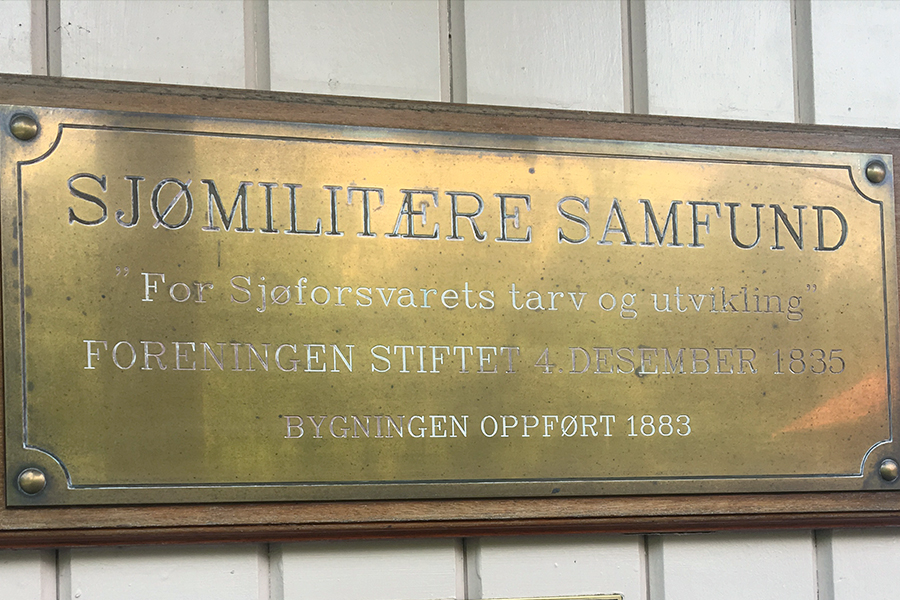 SJØMILITÆRE SAMFUND
”For Sjøforsvarets tarv og utvikling”
FORENINGEN STIFTET 4. DESEMBER 1835
BYGNINGEN OPPFØRT 1883